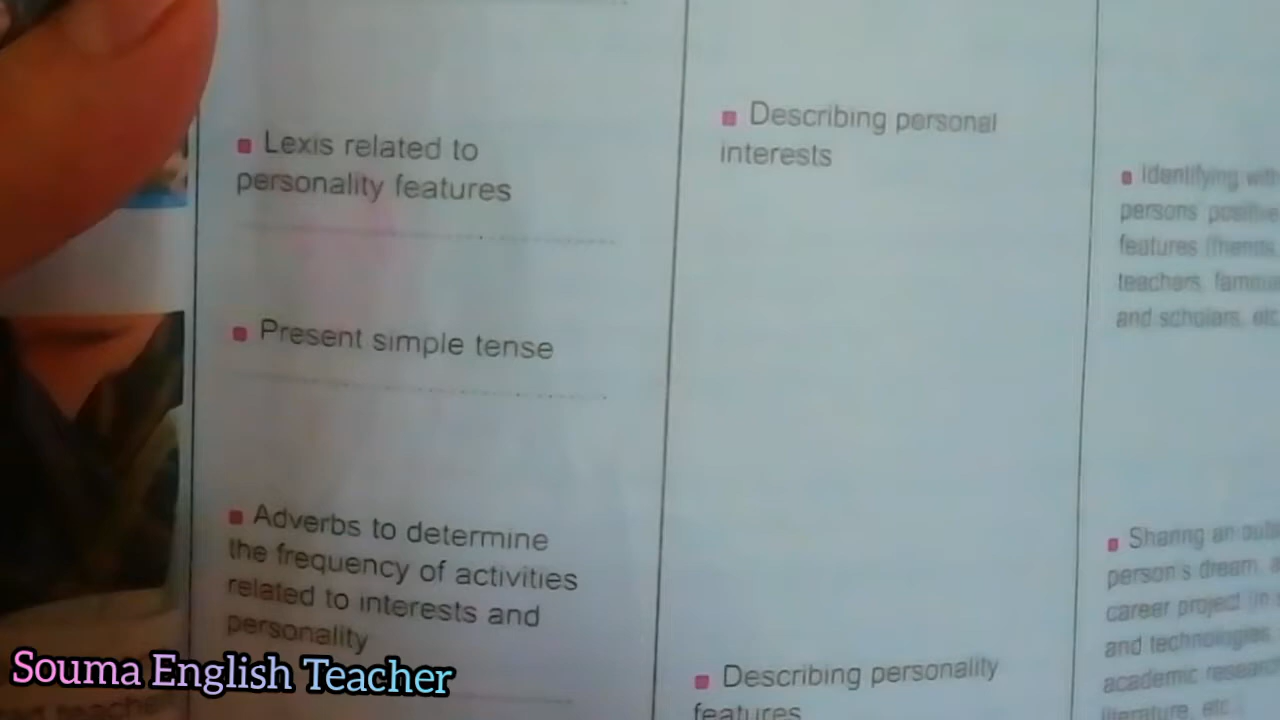 Lexis related to
personality features
Present simple tense
Adverbs to determine
the frequency of activities
related to interests and
personality
Describing personal
interests
Describing personality
features
Identifying
persons
features
teachers,
and scholars, etc
Sharing an
person's dream,
career project
and technologies
academic
literature, etc
Souma English Teacher
teacher